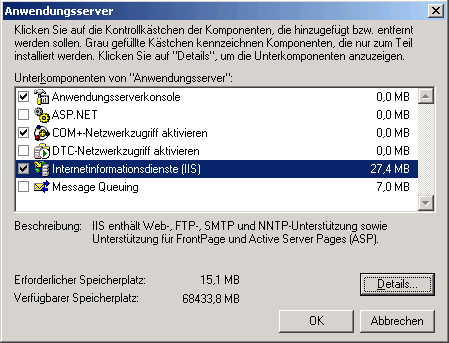 Anwendungsserver
Klicken Sie auf die Kontrollkästchen der Komponenten, die hinzugefügt bzw. entfernt
werden sollen. Grau gefüllte Kästchen kennzeichnen Komponenten, die nur zum Teil
installiert werden. Klicken Sie auf "Details", um die Unterkomponenten anzuzeigen.
Unterkomponenten von "Anwendungsserver":
Anwendungsserverkonsole 0,0 MB
ASP.NET 0,0 MB
COM+-Netzwerkzugriff aktivieren 0,0 MB
DTC-Netzwerkzugriff aktivieren 0,0 MB
Internetinformationsdienste (IIS) 27,4 MB
Message Queuing 7,0 MB
Beschreibung: IIS enthält Web-, FTP-, SMTP und NNTP-Unterstützung sowie
Unterstützung für FrontPage und Active Server Pages (ASP).
Erforderlicher Speicherplatz: 15,1 MB
Verfügbarer Speicherplatz: 68433,8 MB
Details...
OK Abbrechen